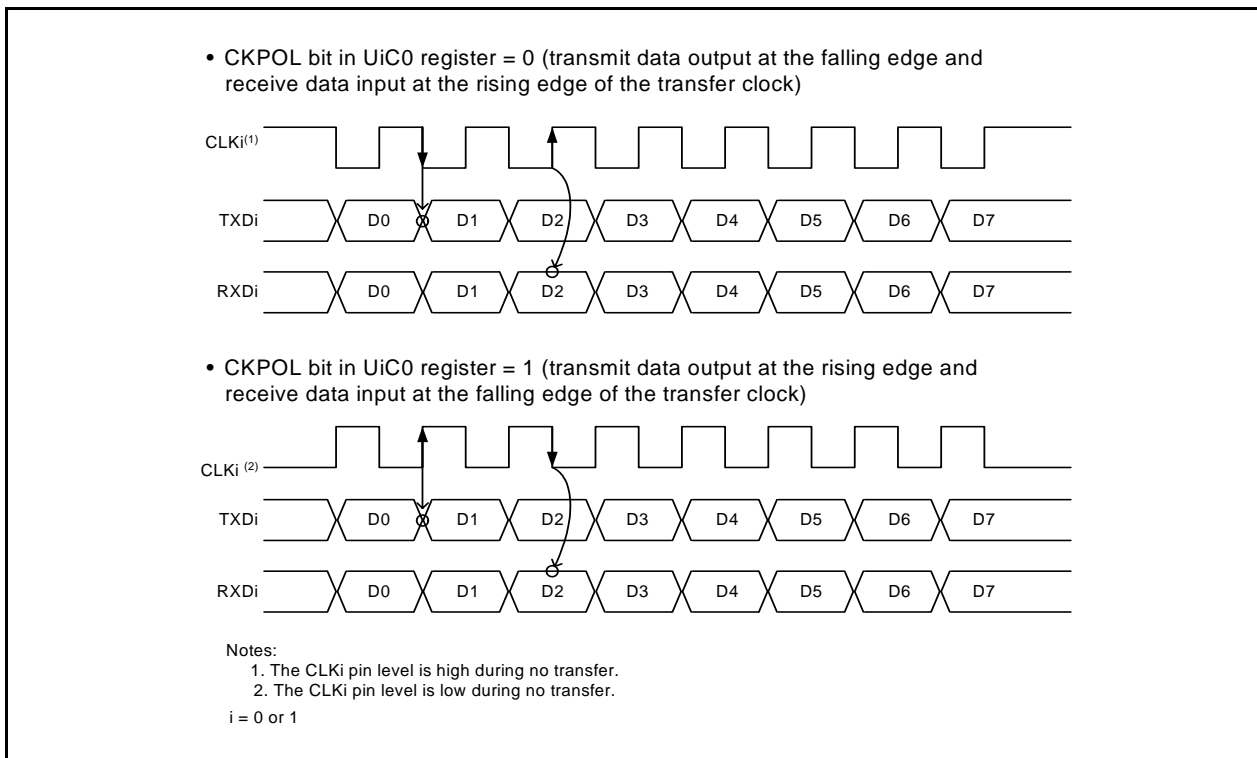 • CKPOL bit in UiC0 register = 0 (transmit data output at the falling edge and
receive data input at the rising edge of the transfer clock)
CLKi(1)
TXDi D0 D1 D2 D3 D4 D5 D6 D7
RXDi D0 D1 D2 D3 D4 D5 D6 D7
• CKPOL bit in UiC0 register = 1 (transmit data output at the rising edge and
receive data input at the falling edge of the transfer clock)
CLKi (2)
TXDi D0 D1 D2 D3 D4 D5 D6 D7
RXDi D0 D1 D2 D3 D4 D5 D6 D7
Notes:
1. The CLKi pin level is high during no transfer.
2. The CLKi pin level is low during no transfer.
i = 0 or 1